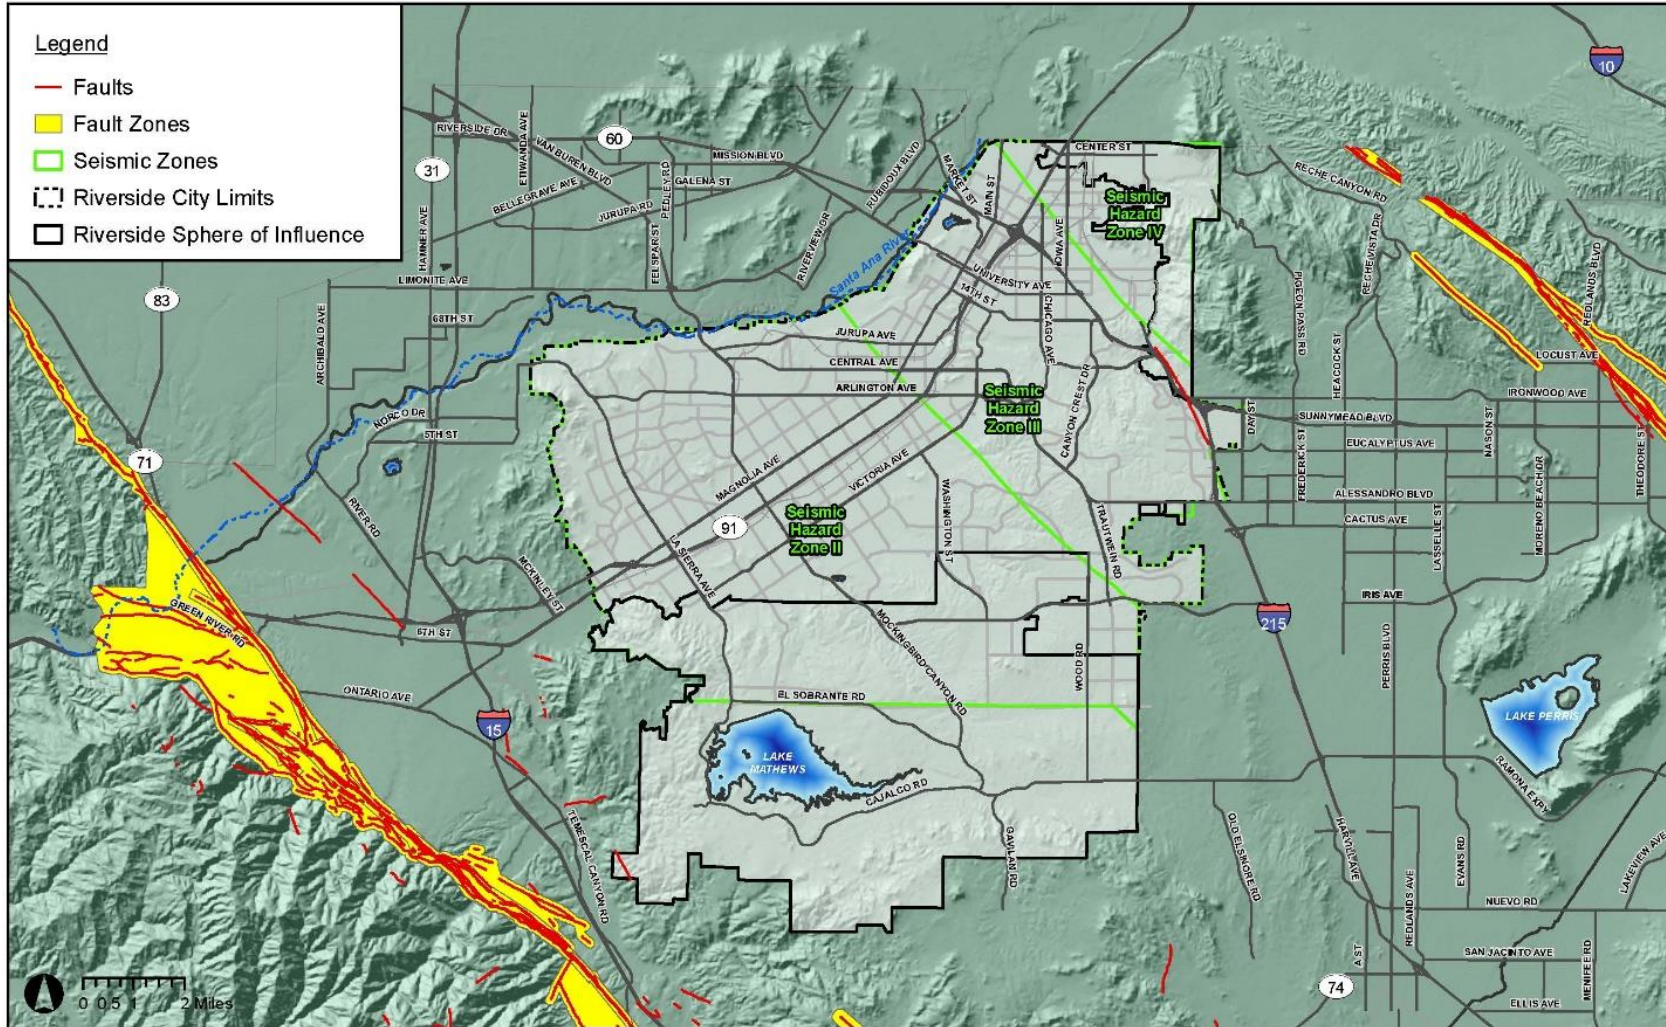 Legend
Faults
Fault Zones
Seismic Zones
Riverside City Limits
Riverside Sphere of Influence
10
60
31
83
71
91
15
215
74
RIVERSIDE DR
ETIWANDA AVE
VAN BUREN BLVD
MISSION BLVD
BELLEGRAVE AVE
GALENA ST
JURUPA RD
PEDLEY RD
RUBIDOUX BLVD
MARKET ST
MAIN ST
CENTER ST
HAMNER AVE
FELSPAR ST
RIVERVIEW DR
LIMONITE AVE
68TH ST
ARCHIBALD AVE
Santa Ana River
IOWA AVE
Seismic
Hazard
Zone IV
UNIVERSITY AVE
14TH ST
CHICAGO AVE
RECHE CANYON RD
RECHE VISTA DR
PIGEON PASS RD
REDLANDS BLVD
LOCUST AVE
IRONWOOD AVE
HEACOCK ST
JURUPA AVE
CENTRAL AVE
ARLINGTON AVE
Seismic
Hazard
Zone III
CANYON CREST DR
DAY ST
SUNNYMEAD BLVD
EUCALYPTUS AVE
NASON ST
FREDERICK ST
THEODORE ST
NORCO DR
5TH ST
MAGNOLIA AVE
VICTORIA AVE
WASHINGTON ST
ALESSANDRO BLVD
CACTUS AVE
LASSELLE ST
MORENO BEACH DR
RIVER RD
Seismic
Hazard
Zone II
TRAUTWEIN RD
LA SIERRA AVE
MCKINLEY ST
GREEN RIVER RD
6TH ST
IRIS AVE
MOCKINGBIRD CANYON RD
WOOD RD
PERRIS BLVD
ONTARIO AVE
EL SOBRANTE RD
LAKE PERRIS
LAKE
MATHEWS
CAJALCO RD
RAMONA EXPY
TEMESCAL CANYON RD
GAVILAN RD
OLD ELSINORE RD
HARVILL AVE
REDLANDS AVE
EVANS RD
LAKEVIEW AVE
NUEVO RD
A ST
SAN JACINTO AVE
MENIFEE RD
ELLIS AVE
0 0.5 1 2 Miles